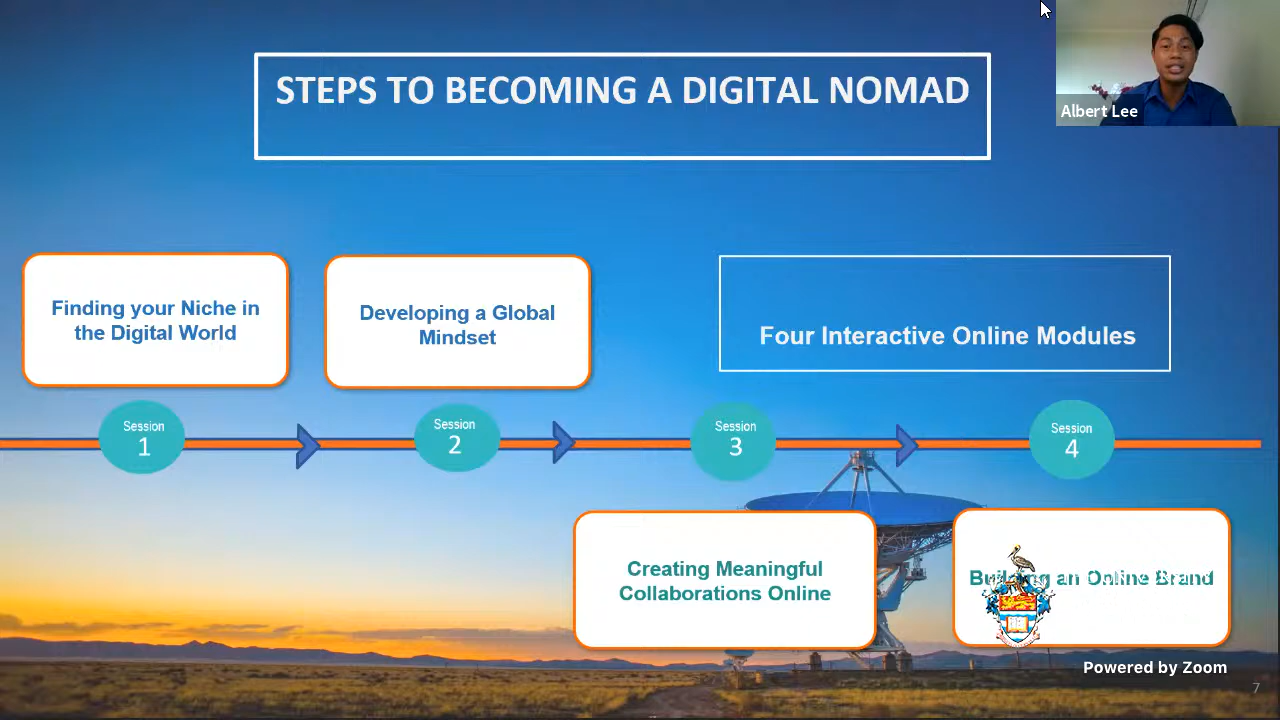 STEPS TO BECOMING A DIGITAL NOMAD
Albert Lee
Finding your Niche in
the Digital World
Developing a Global
Mindset
Four Interactive Online Modules
Session
1
Session
2
Session
3
Session
4
Creating Meaningful
Collaborations Online
Building an Online Brand
Powered by Zoom
7